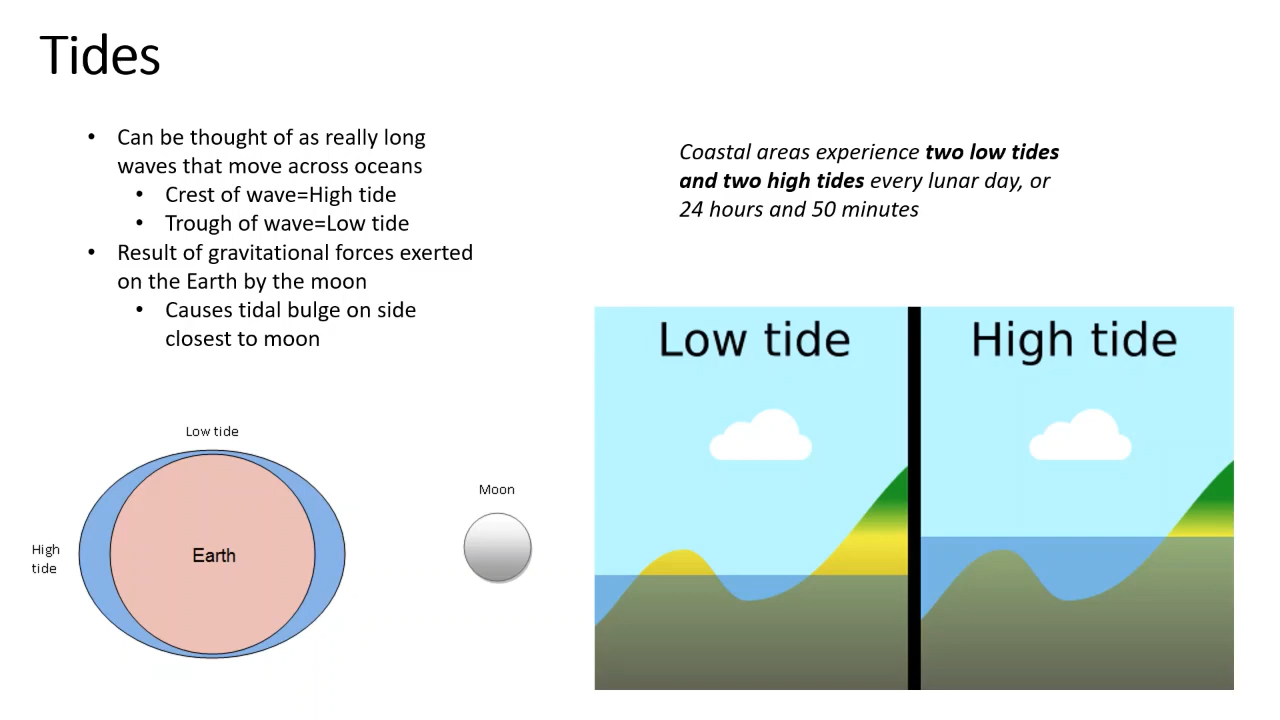 Tides
• Can be thought of as really long
waves that move across oceans
• Crest of wave=High tide
• Trough of wave=Low tide
• Result of gravitational forces exerted
on the Earth by the moon
• Causes tidal bulge on side
closest to moon
Coastal areas experience two low tides
and two high tides every lunar day, or
24 hours and 50 minutes
Low tide
High
tide
Earth
Moon
Low tide
High tide